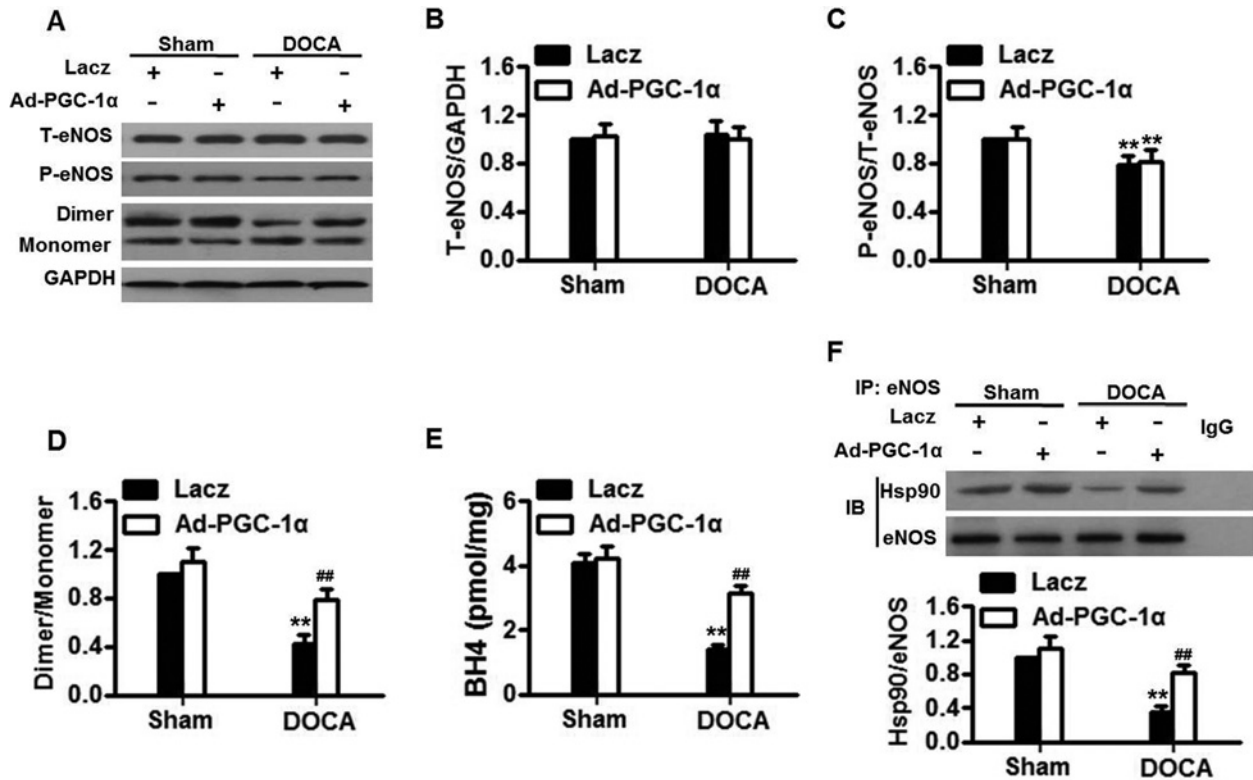 A
Sham DOCA
Lacz + - + -
Ad-PGC-1α - + - +
T-eNOS
P-eNOS
Dimer
Monomer
GAPDH
B
Lacz
Ad-PGC-1α
T-eNOS/GAPDH
1.6
1.2
0.8
0.4
0.0
Sham DOCA
C
Lacz
Ad-PGC-1α
P-eNOS/T-eNOS
1.6
1.2
0.8
0.4
0.0
** **
Sham DOCA
D
Lacz
Ad-PGC-1α
Dimer/Monomer
1.6
1.2
0.8
0.4
0.0
** ##
Sham DOCA
E
Lacz
Ad-PGC-1α
BH4 (pmol/mg)
6
4
2
0
** ##
Sham DOCA
F
IP: eNOS Sham DOCA
Lacz + - + - IgG
Ad-PGC-1α - + - +
IB
Hsp90
eNOS
Lacz
Ad-PGC-1α
Hsp90/eNOS
1.6
1.2
0.8
0.4
0.0
** ##
Sham DOCA